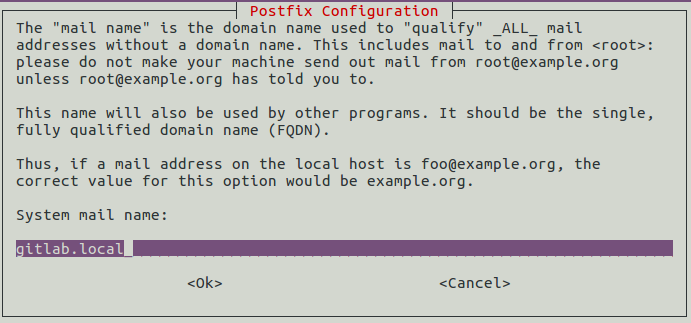 Postfix Configuration
The "mail name" is the domain name used to "qualify" _ALL_ mail
addresses without a domain name. This includes mail to and from <root>:
please do not make your machine send out mail from root@example.org
unless root@example.org has told you to.
This name will also be used by other programs. It should be the single,
fully qualified domain name (FQDN).
Thus, if a mail address on the local host is foo@example.org, the
correct value for this option would be example.org.
System mail name:
gitlab.local
<Ok> <Cancel>